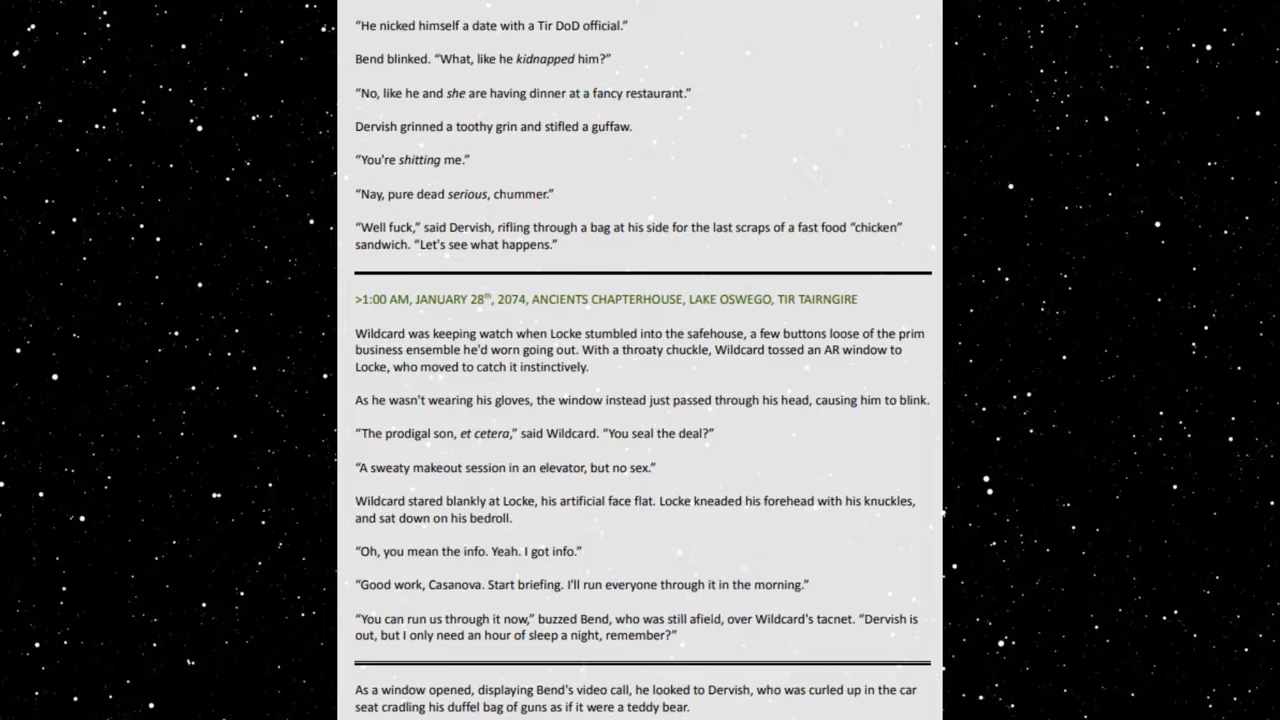 “He nicked himself a date with a Tir DoD official.”
Bend blinked. “What, like he kidnapped him?”
“No, like he and she are having dinner at a fancy restaurant.”
Dervish grinned a toothy grin and stifled a guffaw.
“You're shitting me.”
“Nay, pure dead serious, chummer.”
“Well fuck,” said Dervish, rifling through a bag at his side for the last scraps of a fast food “chicken”
sandwich. “Let's see what happens.”
>1:00 AM, JANUARY 28th, 2074, ANCIENTS CHAPTERHOUSE, LAKE OSWEGO, TIR TAIRNGIRE
Wildcard was keeping watch when Locke stumbled into the safehouse, a few buttons loose of the prim
business ensemble he'd worn going out. With a throaty chuckle, Wildcard tossed an AR window to
Locke, who moved to catch it instinctively.
As he wasn't wearing his gloves, the window instead just passed through his head, causing him to blink.
“The prodigal son, et cetera,” said Wildcard. “You seal the deal?”
“A sweaty makeout session in an elevator, but no sex.”
Wildcard stared blankly at Locke, his artificial face flat. Locke kneaded his forehead with his knuckles,
and sat down on his bedroll.
“Oh, you mean the info. Yeah. I got info.”
“Good work, Casanova. Start briefing. I'll run everyone through it in the morning.”
“You can run us through it now,” buzzed Bend, who was still afield, over Wildcard's tacnet. “Dervish is
out, but I only need an hour of sleep a night, remember?”
As a window opened, displaying Bend's video call, he looked to Dervish, who was curled up in the car
seat cradling his duffel bag of guns as if it were a teddy bear.